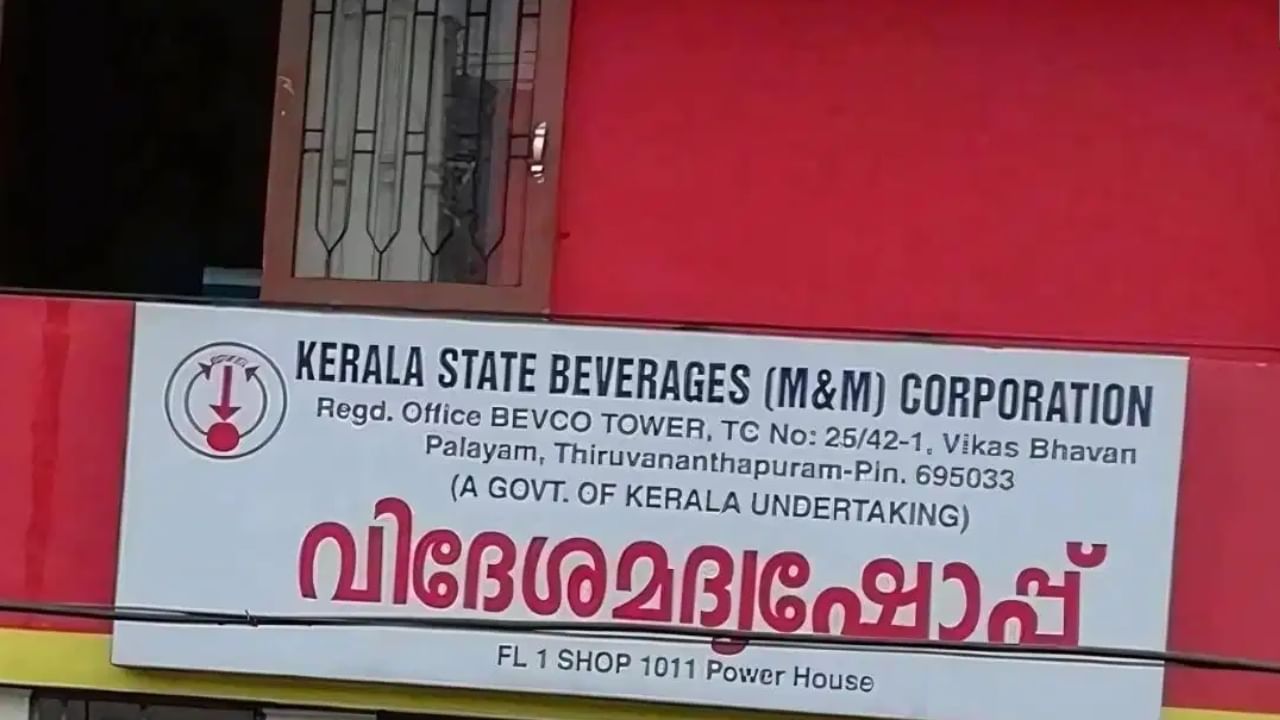 KERALA STATE BEVERAGES (M&M) CORPORATION
Regd. Office BEVCO TOWER, TC No: 25/42-1, Vikas Bhavan
Palayam, Thiruvananthapuram-Pin. 695033
(A GOVT. OF KERALA UNDERTAKING)
വിദേശമദ്യഷോപ്പ്
FL 1 SHOP 1011 Power House